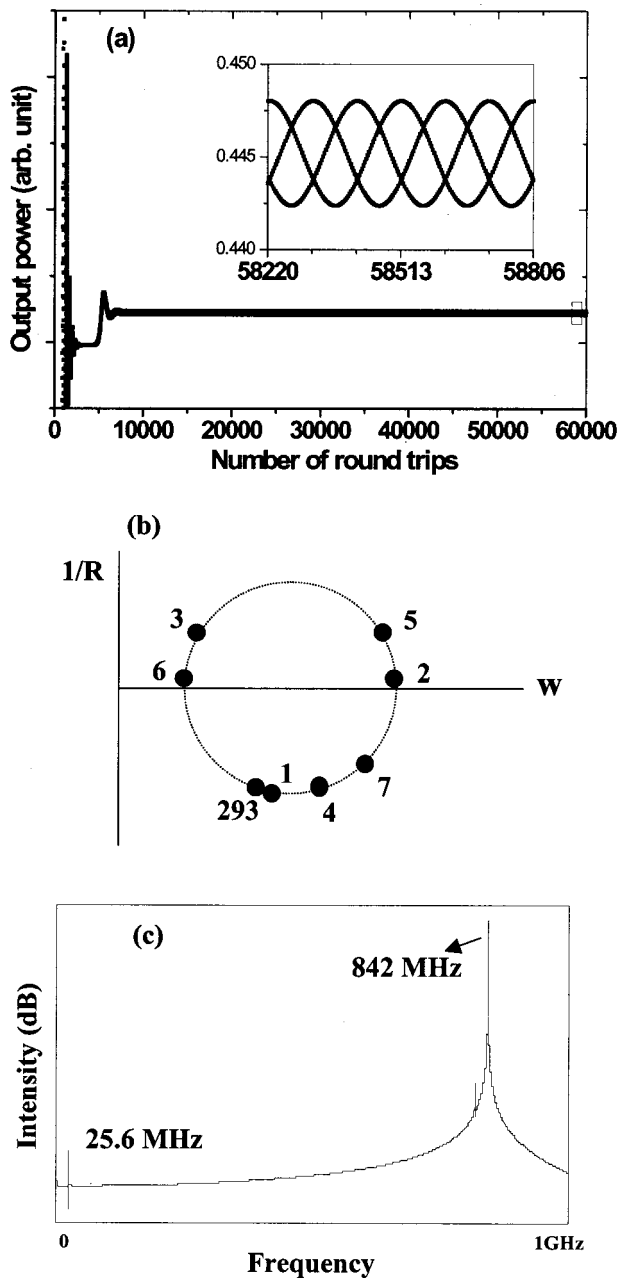 (a)
Output power (arb. unit)
0.450
0.445
0.440
58220 58513 58806
0 10000 20000 30000 40000 50000 60000
Number of round trips
(b)
1/R
3
5
6
2
W
1
293
4
7
(c)
842 MHz
Intensity (dB)
25.6 MHz
0
1GHz
Frequency